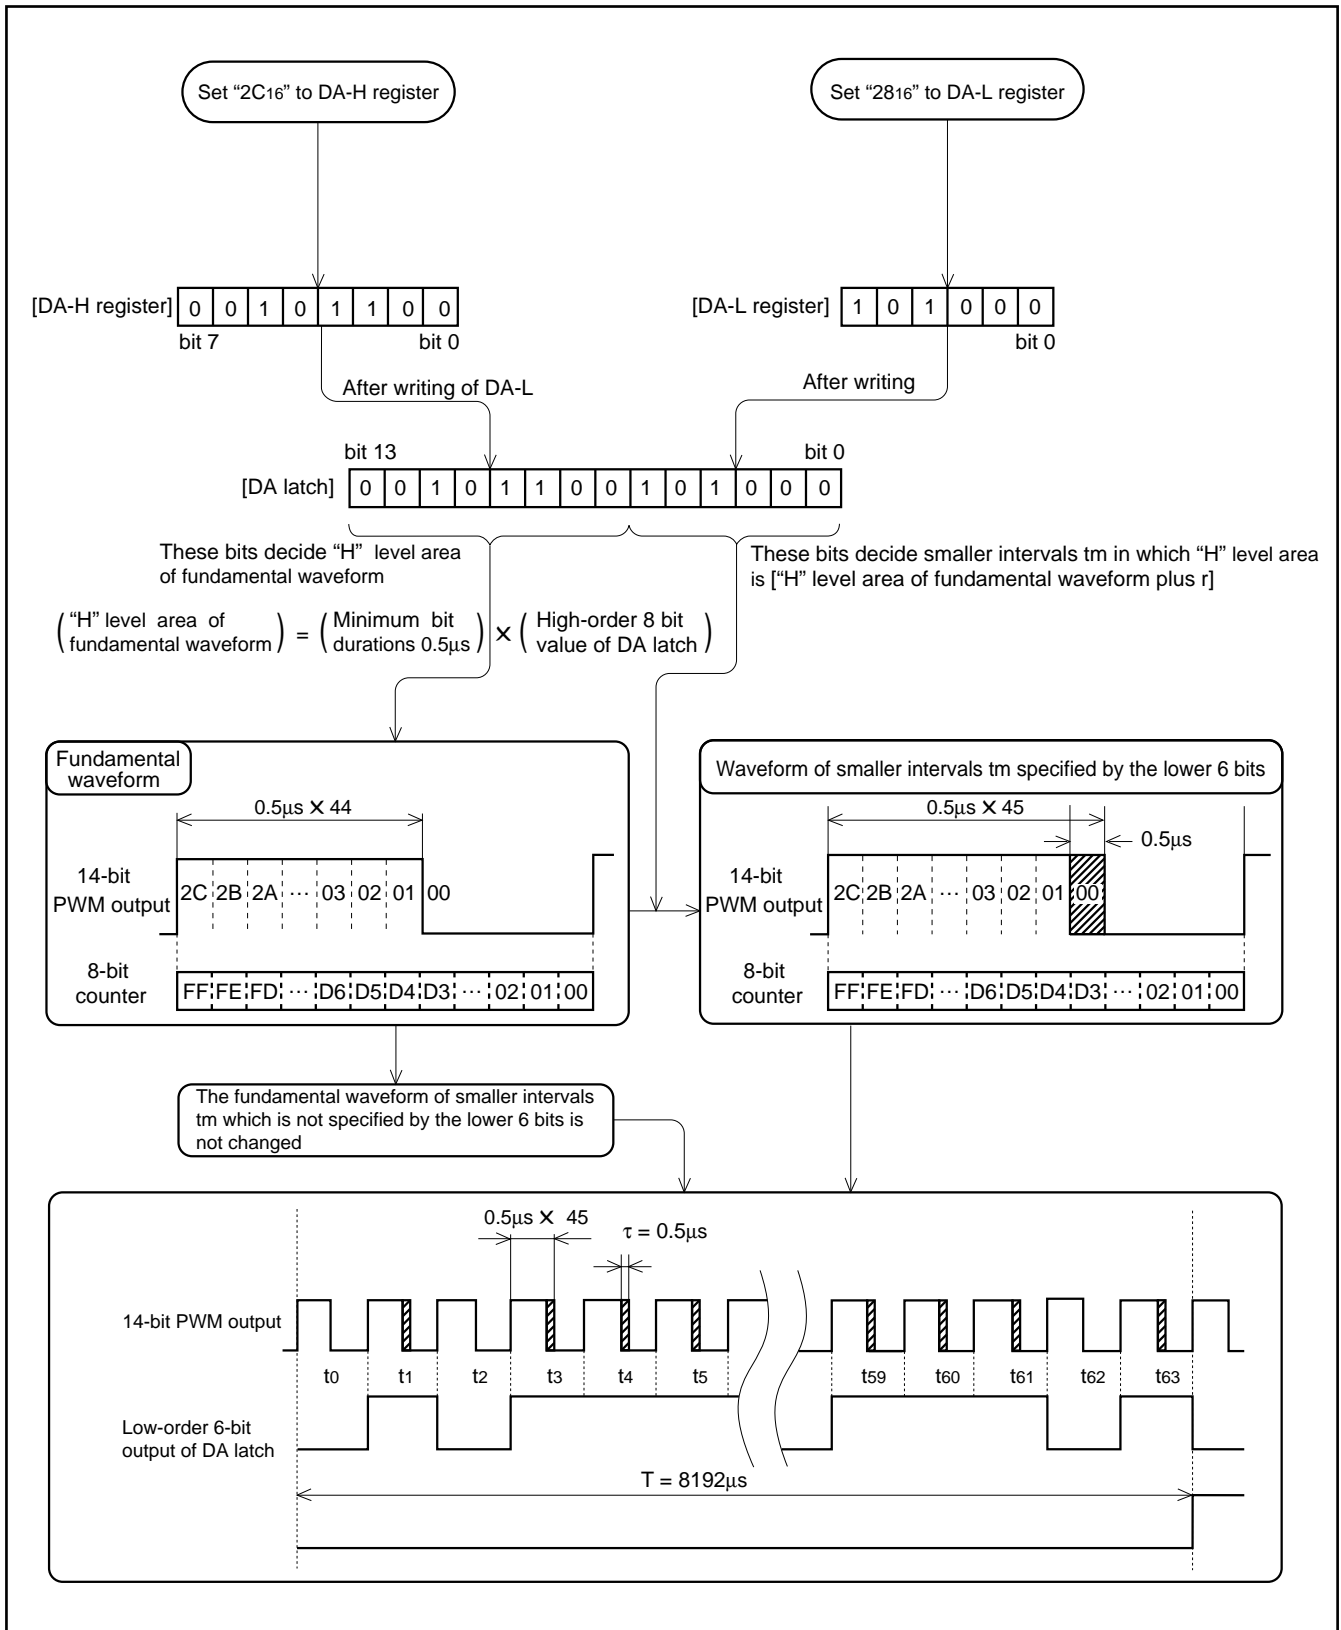 Set “2C16” to DA-H register
Set “2816” to DA-L register
[DA-H register] 0 0 1 0 1 1 0 0
bit 7 bit 0
[DA-L register] 1 0 1 0 0 0
bit 0
After writing of DA-L
After writing
bit 13 bit 0
[DA latch] 0 0 1 0 1 1 0 0 1 0 1 0 0 0
These bits decide “H” level area
of fundamental waveform
These bits decide smaller intervals tm in which “H” level area
is [“H” level area of fundamental waveform plus r]
(“H” level area of fundamental waveform) = (Minimum bit durations 0.5µs) × (High-order 8 bit value of DA latch)
Fundamental
waveform
0.5µs × 44
14-bit
PWM output
2C 2B 2A ··· 03 02 01 00
8-bit
counter
FF FE FD ··· D6 D5 D4 D3 ··· 02 01 00
Waveform of smaller intervals tm specified by the lower 6 bits
0.5µs × 45
0.5µs
14-bit
PWM output
2C 2B 2A ··· 03 02 01 00
8-bit
counter
FF FE FD ··· D6 D5 D4 D3 ··· 02 01 00
The fundamental waveform of smaller intervals
tm which is not specified by the lower 6 bits is
not changed
0.5µs × 45
τ = 0.5µs
14-bit PWM output
t0 t1 t2 t3 t4 t5 t59 t60 t61 t62 t63
Low-order 6-bit
output of DA latch
T = 8192µs